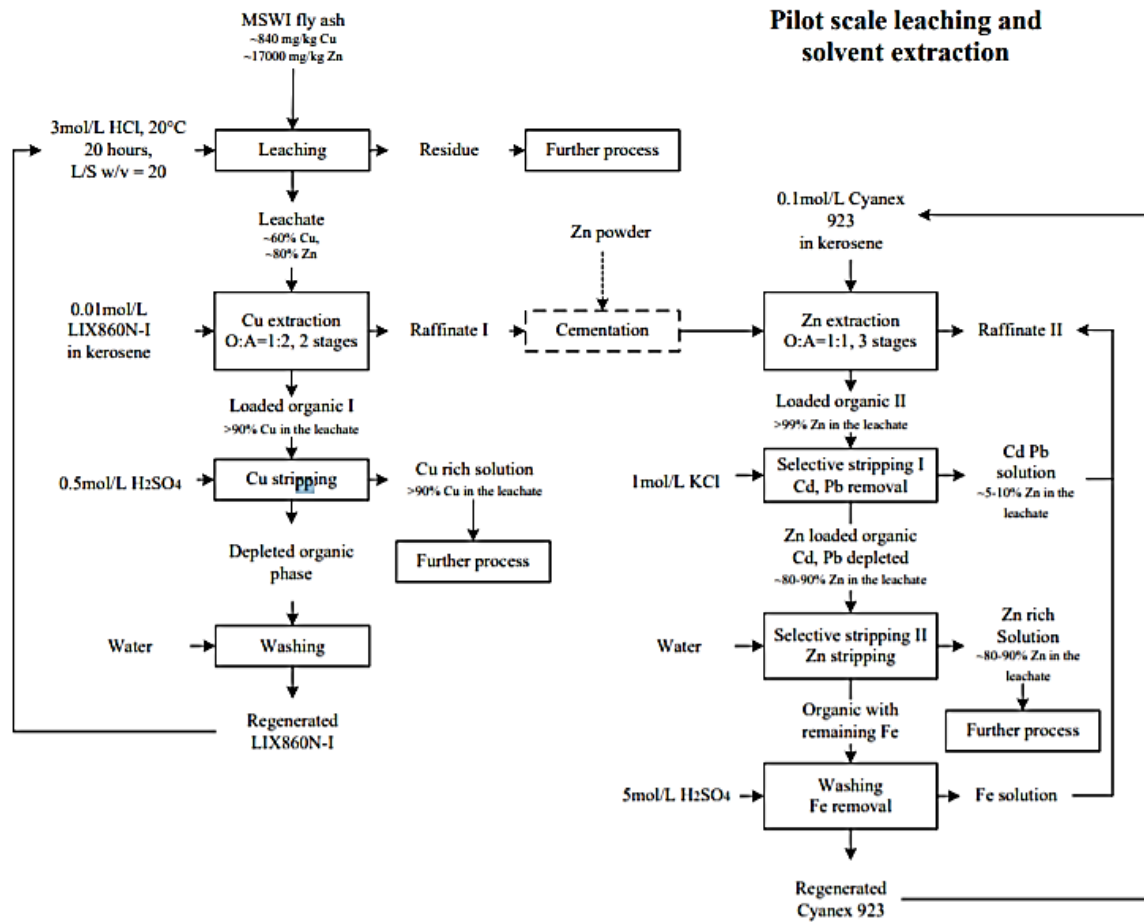 Pilot scale leaching and
solvent extraction
MSWI fly ash
~840 mg/kg Cu
~17000 mg/kg Zn
3mol/L HCl, 20°C
20 hours,
L/S w/v = 20
Leaching
Residue
Further process
Leachate
~60% Cu,
~80% Zn
0.01mol/L
LIX860N-I
in kerosene
Cu extraction
O:A=1:2, 2 stages
Raffinate I
Zn powder
Cementation
0.1mol/L Cyanex
923
in kerosene
Zn extraction
O:A=1:1, 3 stages
Raffinate II
Loaded organic I
>90% Cu in the leachate
0.5mol/L H2SO4
Cu stripping
Cu rich solution
>90% Cu in the leachate
Further process
Depleted organic
phase
Water
Washing
Regenerated
LIX860N-I
Loaded organic II
>99% Zn in the leachate
1mol/L KCl
Selective stripping I
Cd, Pb removal
Cd Pb
solution
~5-10% Zn in the
leachate
Zn loaded organic
Cd, Pb depleted
~80-90% Zn in the leachate
Water
Selective stripping II
Zn stripping
Zn rich
Solution
~80-90% Zn in the
leachate
Further process
Organic with
remaining Fe
5mol/L H2SO4
Washing
Fe removal
Fe solution
Regenerated
Cyanex 923